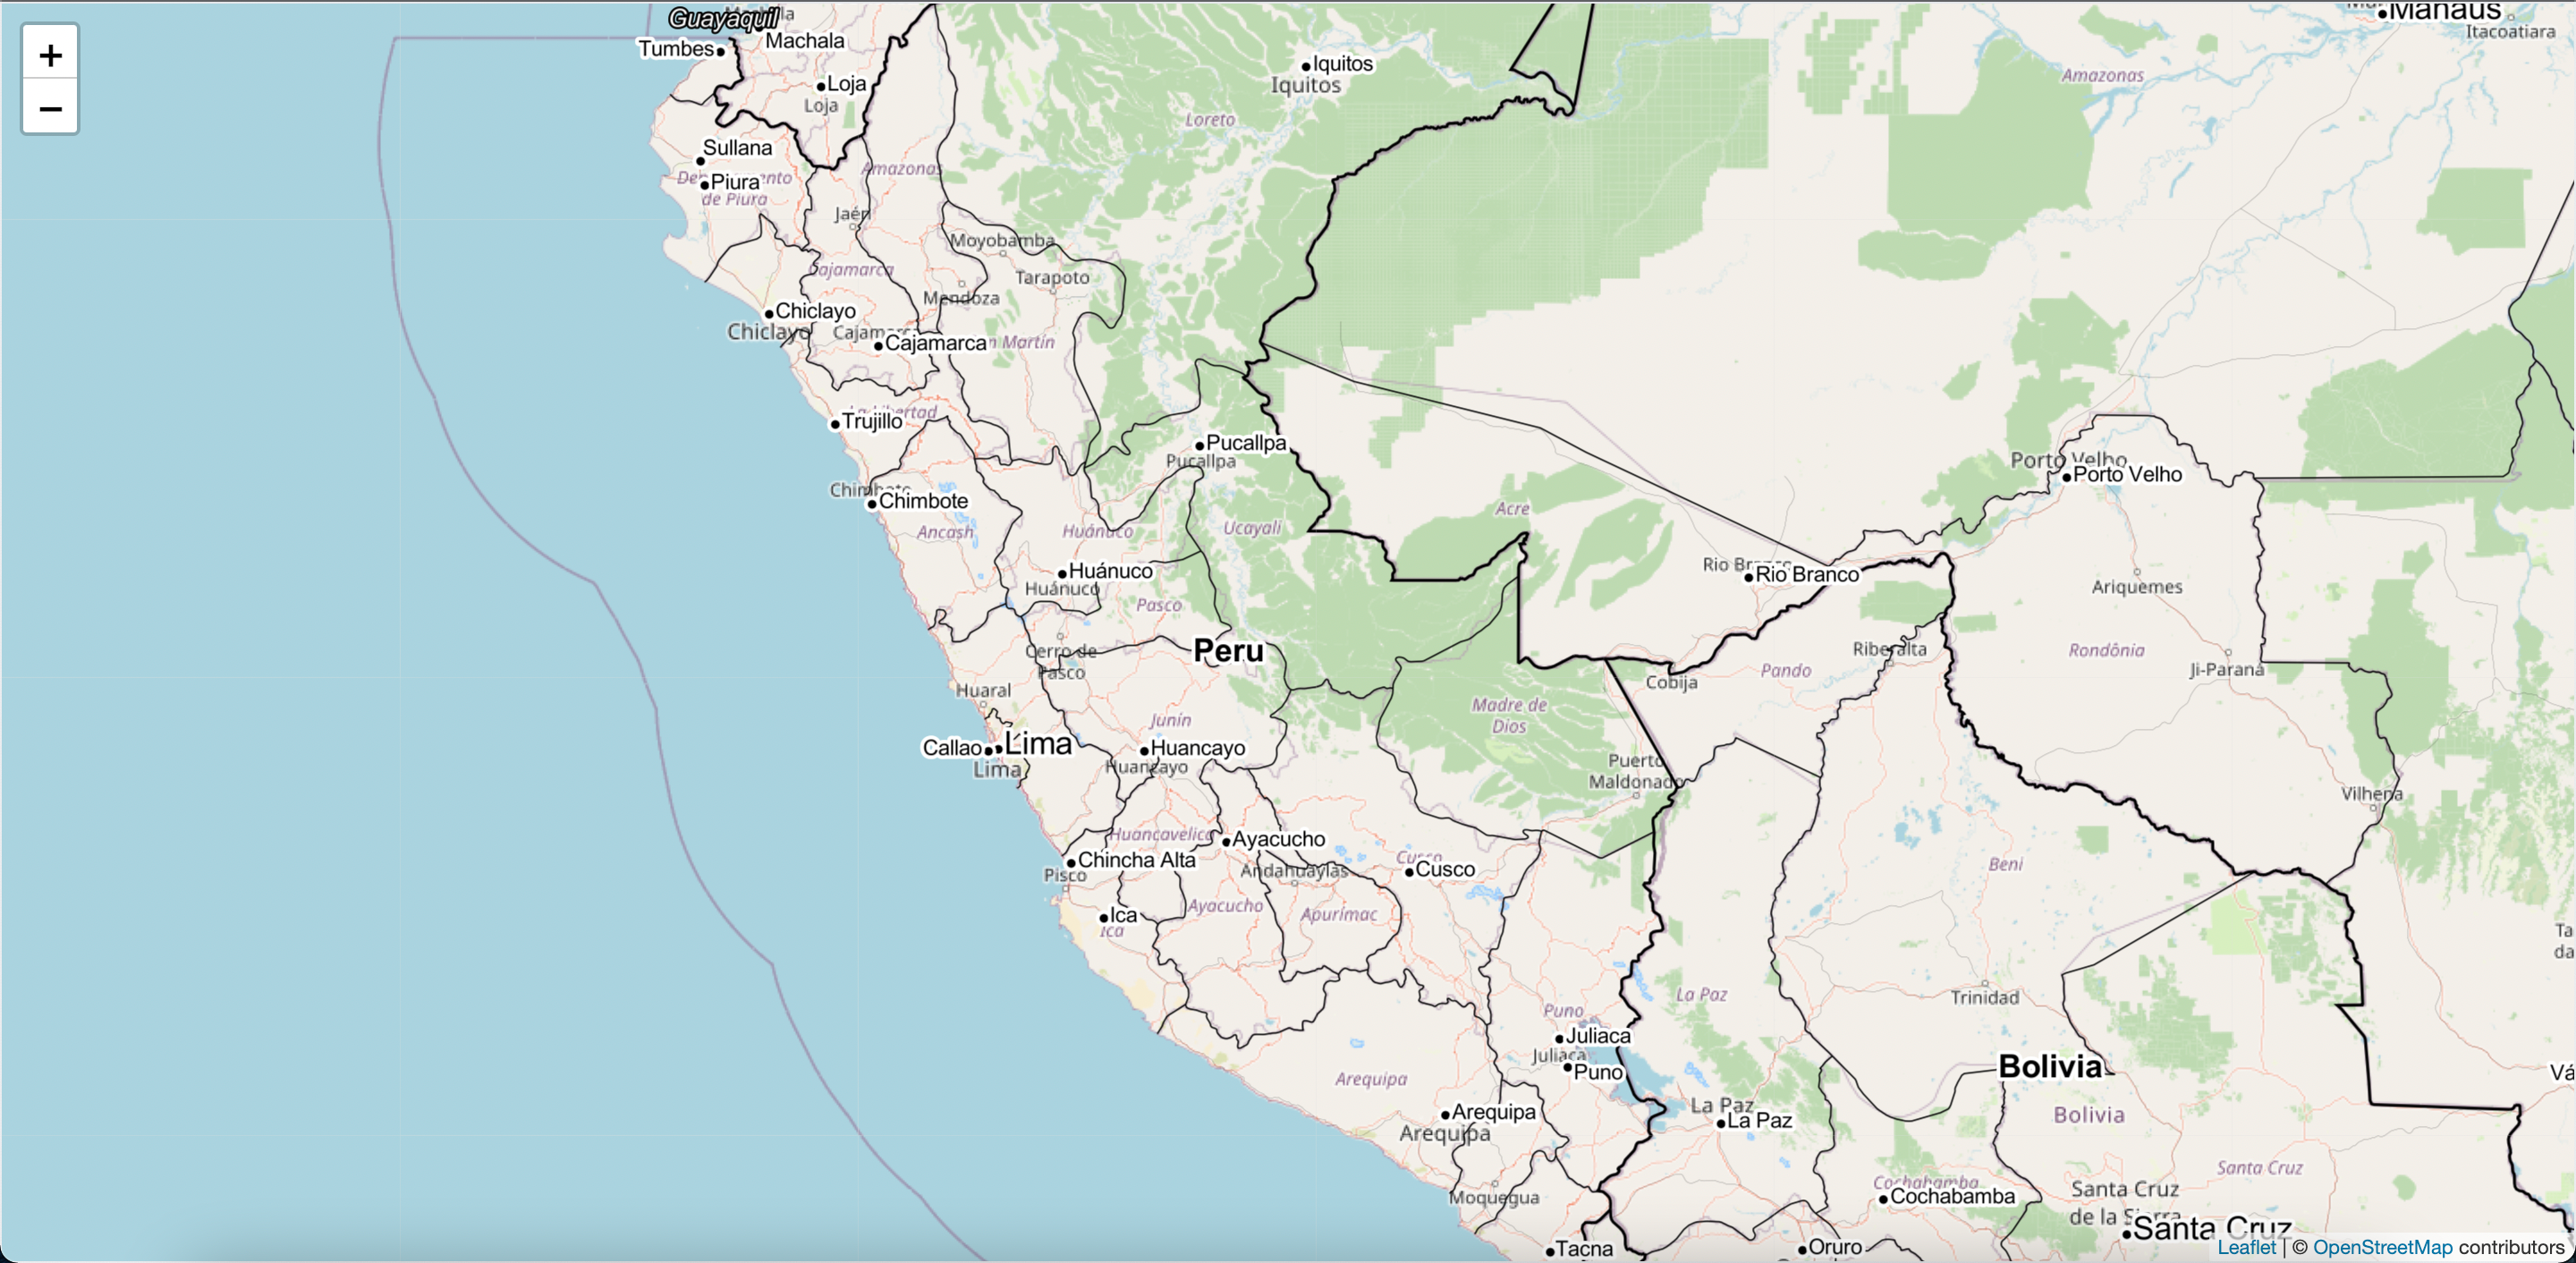 +
−
Guayaquil
Machala
Tumbes
Loja
Loja
Iquitos
Iquitos
Loreto
Manaus
Itacoatiara
Amazonas
Sullana
Piura
de Piura
Amazonas
Jaén
Moyobamba
Tarapoto
Cajamarca
Mendoza
Chiclayo
Chiclayo
Cajamarca
Martín
Trujillo
Pucallpa
Pucallpa
Chimbote
Ancash
Huánuco
Ucayali
Acre
Porto Velho
Porto Velho
Huánuco
Huánuco
Pasco
Rio Branco
Ariquemes
Peru
Cerro de
Pasco
Riberalta
Rondônia
Ji-Paraná
Cobija
Pando
Huaral
Junín
Madre de
Dios
Callao
Lima
Lima
Huancayo
Huancayo
Puerto
Maldonado
Vilhena
Huancavelica
Ayacucho
Chincha Alta
Pisco
Andahuaylas
Cusco
Cusco
Beni
Ica
Ica
Ayacucho
Apurímac
La Paz
Trinidad
Puno
Juliaca
Juliaca
Puno
Bolivia
Bolivia
Arequipa
Arequipa
Arequipa
La Paz
La Paz
Moquegua
Cochabamba
Cochabamba
Santa Cruz
Santa Cruz
de la Sierra
Santa Cruz
Tacna
Oruro
Leaflet | © OpenStreetMap contributors